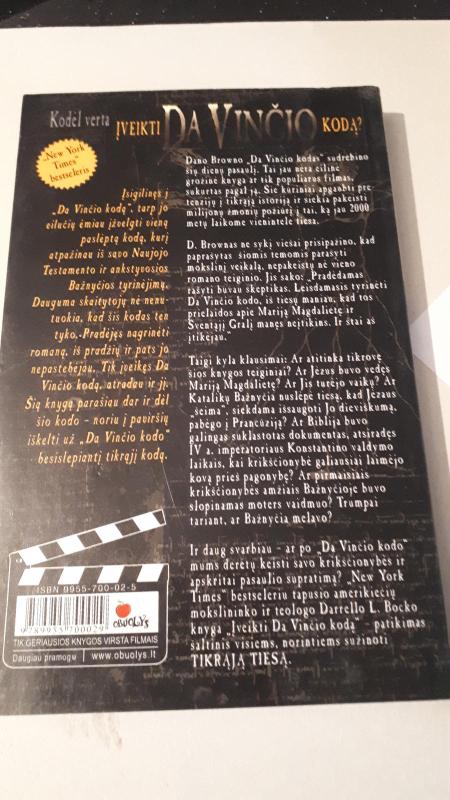 Kodėl verta
ĮVEIKTI DA VINČIO KODĄ?
„New York
Times“
bestseleris
Įsigilinęs į
„Da Vinčio kodą“, tarp jo
eilučių ėmiau įžvelgti vieną
paslėptą kodą, kurį
atpažinau iš savo Naujojo
Testamento ir ankstyvosios
Bažnyčios tyrinėjimų.
Dauguma skaitytojų nė nenu-
tuokia, kad šis kodas ten
tyko. Pradėjęs nagrinėti
romaną, iš pradžių ir pats jo
nepastebėjau. Tik įveikęs Da
Vinčio kodą, atradau ir jį.
Šią knygą parašiau dar ir dėl
šio kodo – noriu į paviršių
iškelti už „Da Vinčio kodo“
besislepiantį tikrąjį kodą.
Dano Browno „Da Vinčio kodas“ sudrebino
šių dienų pasaulį. Tai jau nėra eilinė
grožinė knyga ar tik populiarus filmas,
sukurtas pagal ją. Šie kūriniai apgaubti pre-
tenzijų į tikrąją istoriją ir siekia pakeisti
milijonų žmonių požiūrį į tai, ką jau 2000
metų laikome vienintele tiesa.
D. Brownas ne sykį viešai prisipažino, kad
paprašytas šiomis temomis parašyti
mokslinį veikalą, nepakeistų nė vieno
romano teiginio. Jis sako: „Pradėdamas
rašyti buvau skeptikas. Leisdamasis tyrinėti
Da Vinčio kodo, iš tiesų maniau, kad tos
prielaidos apie Mariją Magdalietę ir
Šventąjį Gralį manęs neįtikins. Ir štai aš
įtikėjau.“
Taigi kyla klausimai: Ar atitinka tikrovę
šios knygos teiginiai? Ar Jėzus buvo vedęs
Mariją Magdalietę? Ar Jis turėjo vaikų? Ar
Katalikų Bažnyčia nuslėpė tiesą, kad Jėzaus
„šeima“, siekdama išsaugoti Jo dieviškumą,
pabėgo į Prancūziją? Ar Biblija buvo
galingas suklastotas dokumentas, atsiradęs
IV a. imperatoriaus Konstantino valdymo
laikais, kai krikščionybė galiausiai laimėjo
kovą prieš pagonybę? Ar pirmaisiais
krikščionybės amžiais Bažnyčioje buvo
slopinamas moters vaidmuo? Trumpai
tariant, ar Bažnyčia melavo?
Ir daug svarbiau – ar po „Da Vinčio kodo“
mums derėtų keisti savo krikščionybės ir
apskritai pasaulio supratimą? „New York
Times“ bestseleriu tapusio amerikiečių
mokslininko ir teologo Darrello L. Bocko
knyga „Įveikti Da Vinčio kodą“ – patikimas
šaltinis visiems, norintiems sužinoti
TIKRĄJĄ TIESĄ.
ISBN 9955-700-02-5
9789955700029
OBUOLYS
TIK GERIAUSIOS KNYGOS VIRSTA FILMAIS
Daugiau pramogų www.obuolys.lt